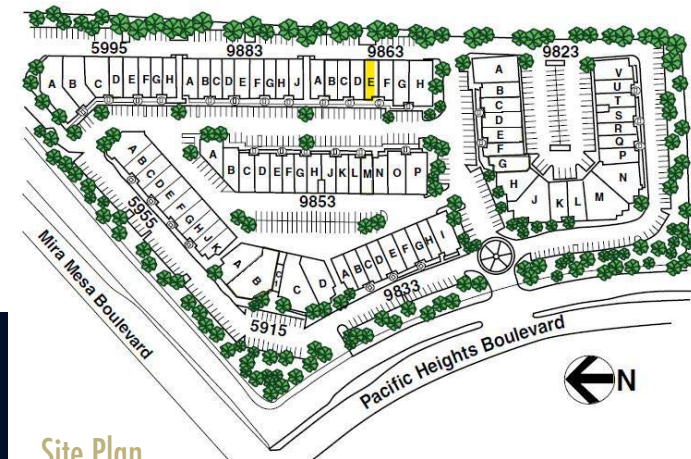 5995
9883
9863
9823
A B C D E F G H
A B C D E F G H J
A B C D E F G H
A
B
C
D
E
F
G
H
J
K
L
M
N
P
Q
R
S
T
U
V
A
B C D E F G H J K L M N O P
9853
A
B
C
D
E
F
G
H
J
K
5955
A
B
C
D
5915
A B C D E F G H I
9833
Mira Mesa Boulevard
Pacific Heights Boulevard
N
Site Plan